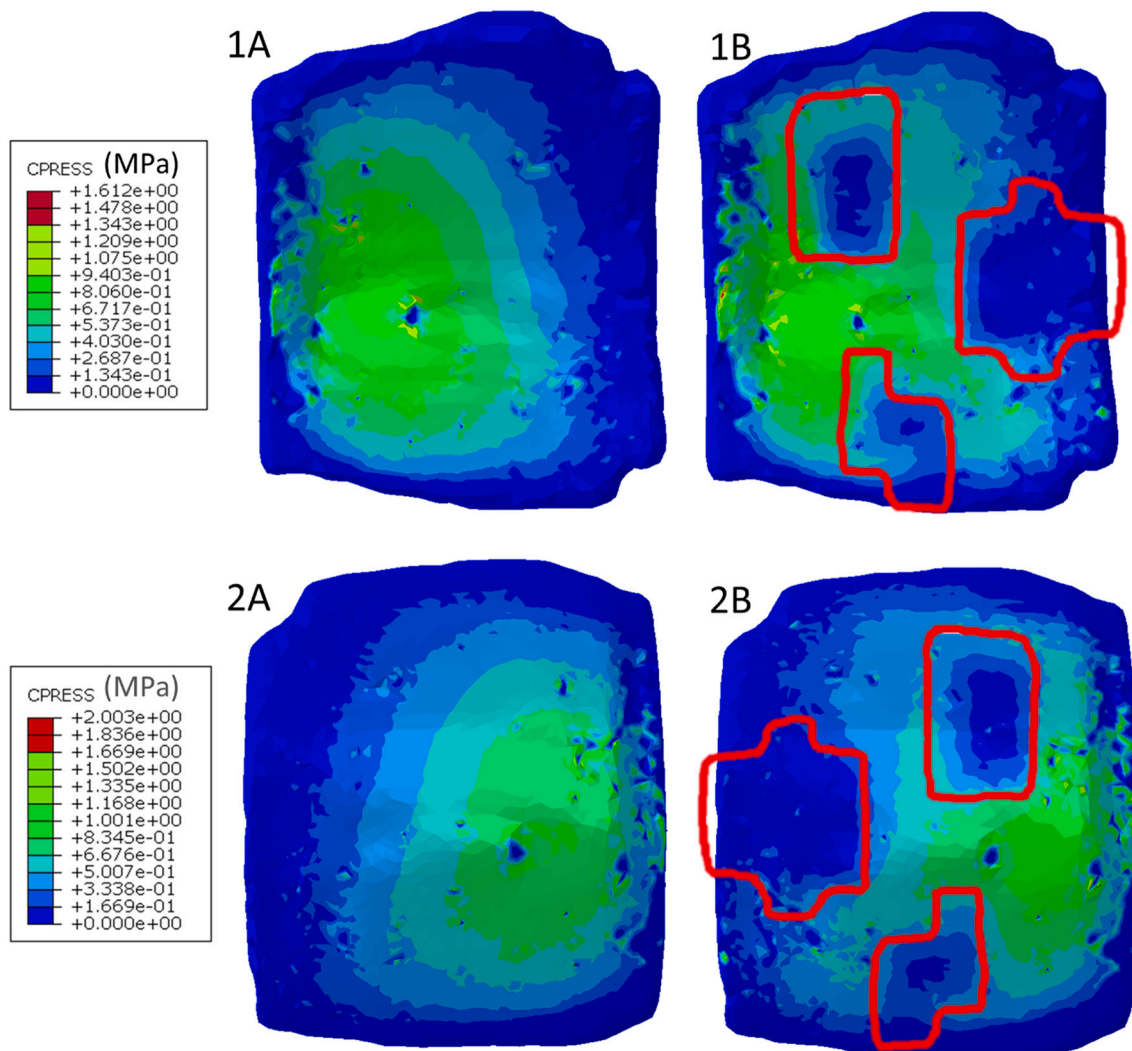 1A
1B
CPRESS (MPa)
+1.612e+00
+1.478e+00
+1.343e+00
+1.209e+00
+1.075e+00
+9.403e-01
+8.060e-01
+6.717e-01
+5.373e-01
+4.030e-01
+2.687e-01
+1.343e-01
+0.000e+00
2A
2B
CPRESS (MPa)
+2.003e+00
+1.836e+00
+1.669e+00
+1.502e+00
+1.335e+00
+1.168e+00
+1.001e+00
+8.345e-01
+6.676e-01
+5.007e-01
+3.338e-01
+1.669e-01
+0.000e+00